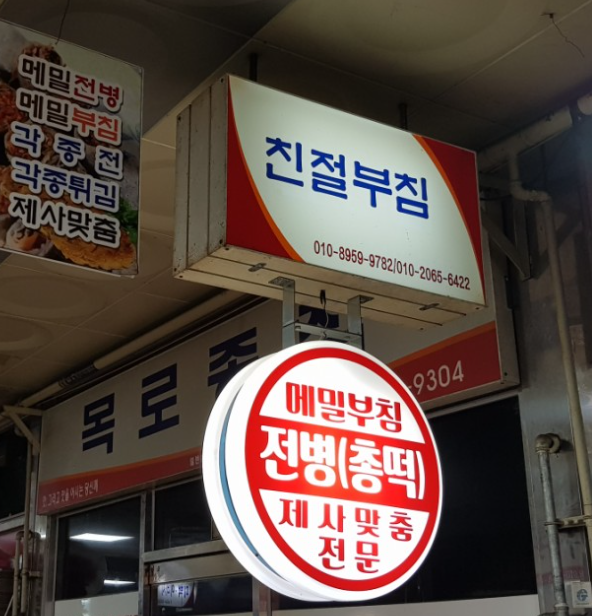 메밀전병
메밀부침
각종전
각종튀김
제사맞춤
친절부침
010-8959-9782/010-2065-6422
목로
-9304
메밀부침
전병(총떡)
제사맞춤
전문